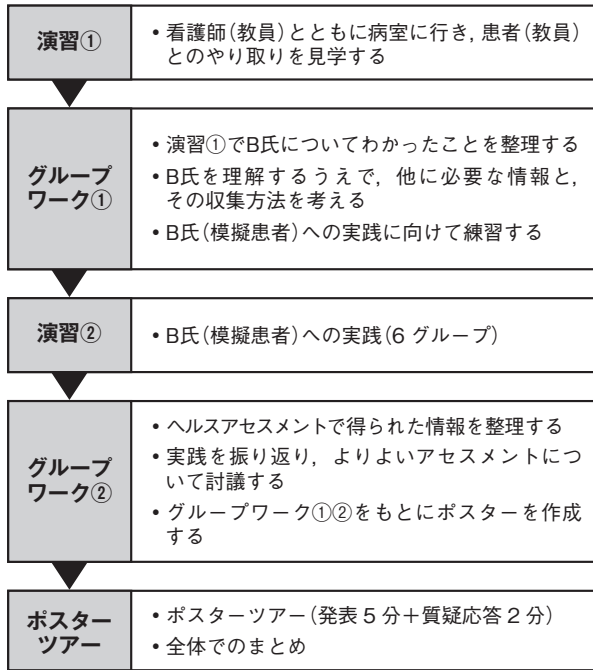 演習①
• 看護師(教員)とともに病室に行き, 患者(教員)
とのやり取りを見学する
グループ
ワーク①
• 演習①でB氏についてわかったことを整理する
• B氏を理解するうえで, 他に必要な情報と,
その収集方法を考える
• B氏(模擬患者)への実践に向けて練習する
演習②
• B氏(模擬患者)への実践(6 グループ)
グループ
ワーク②
• ヘルスアセスメントで得られた情報を整理する
• 実践を振り返り, よりよいアセスメントにつ
いて討議する
• グループワーク①②をもとにポスターを作成
する
ポスター
ツアー
• ポスターツアー(発表 5 分+質疑応答 2 分)
• 全体でのまとめ